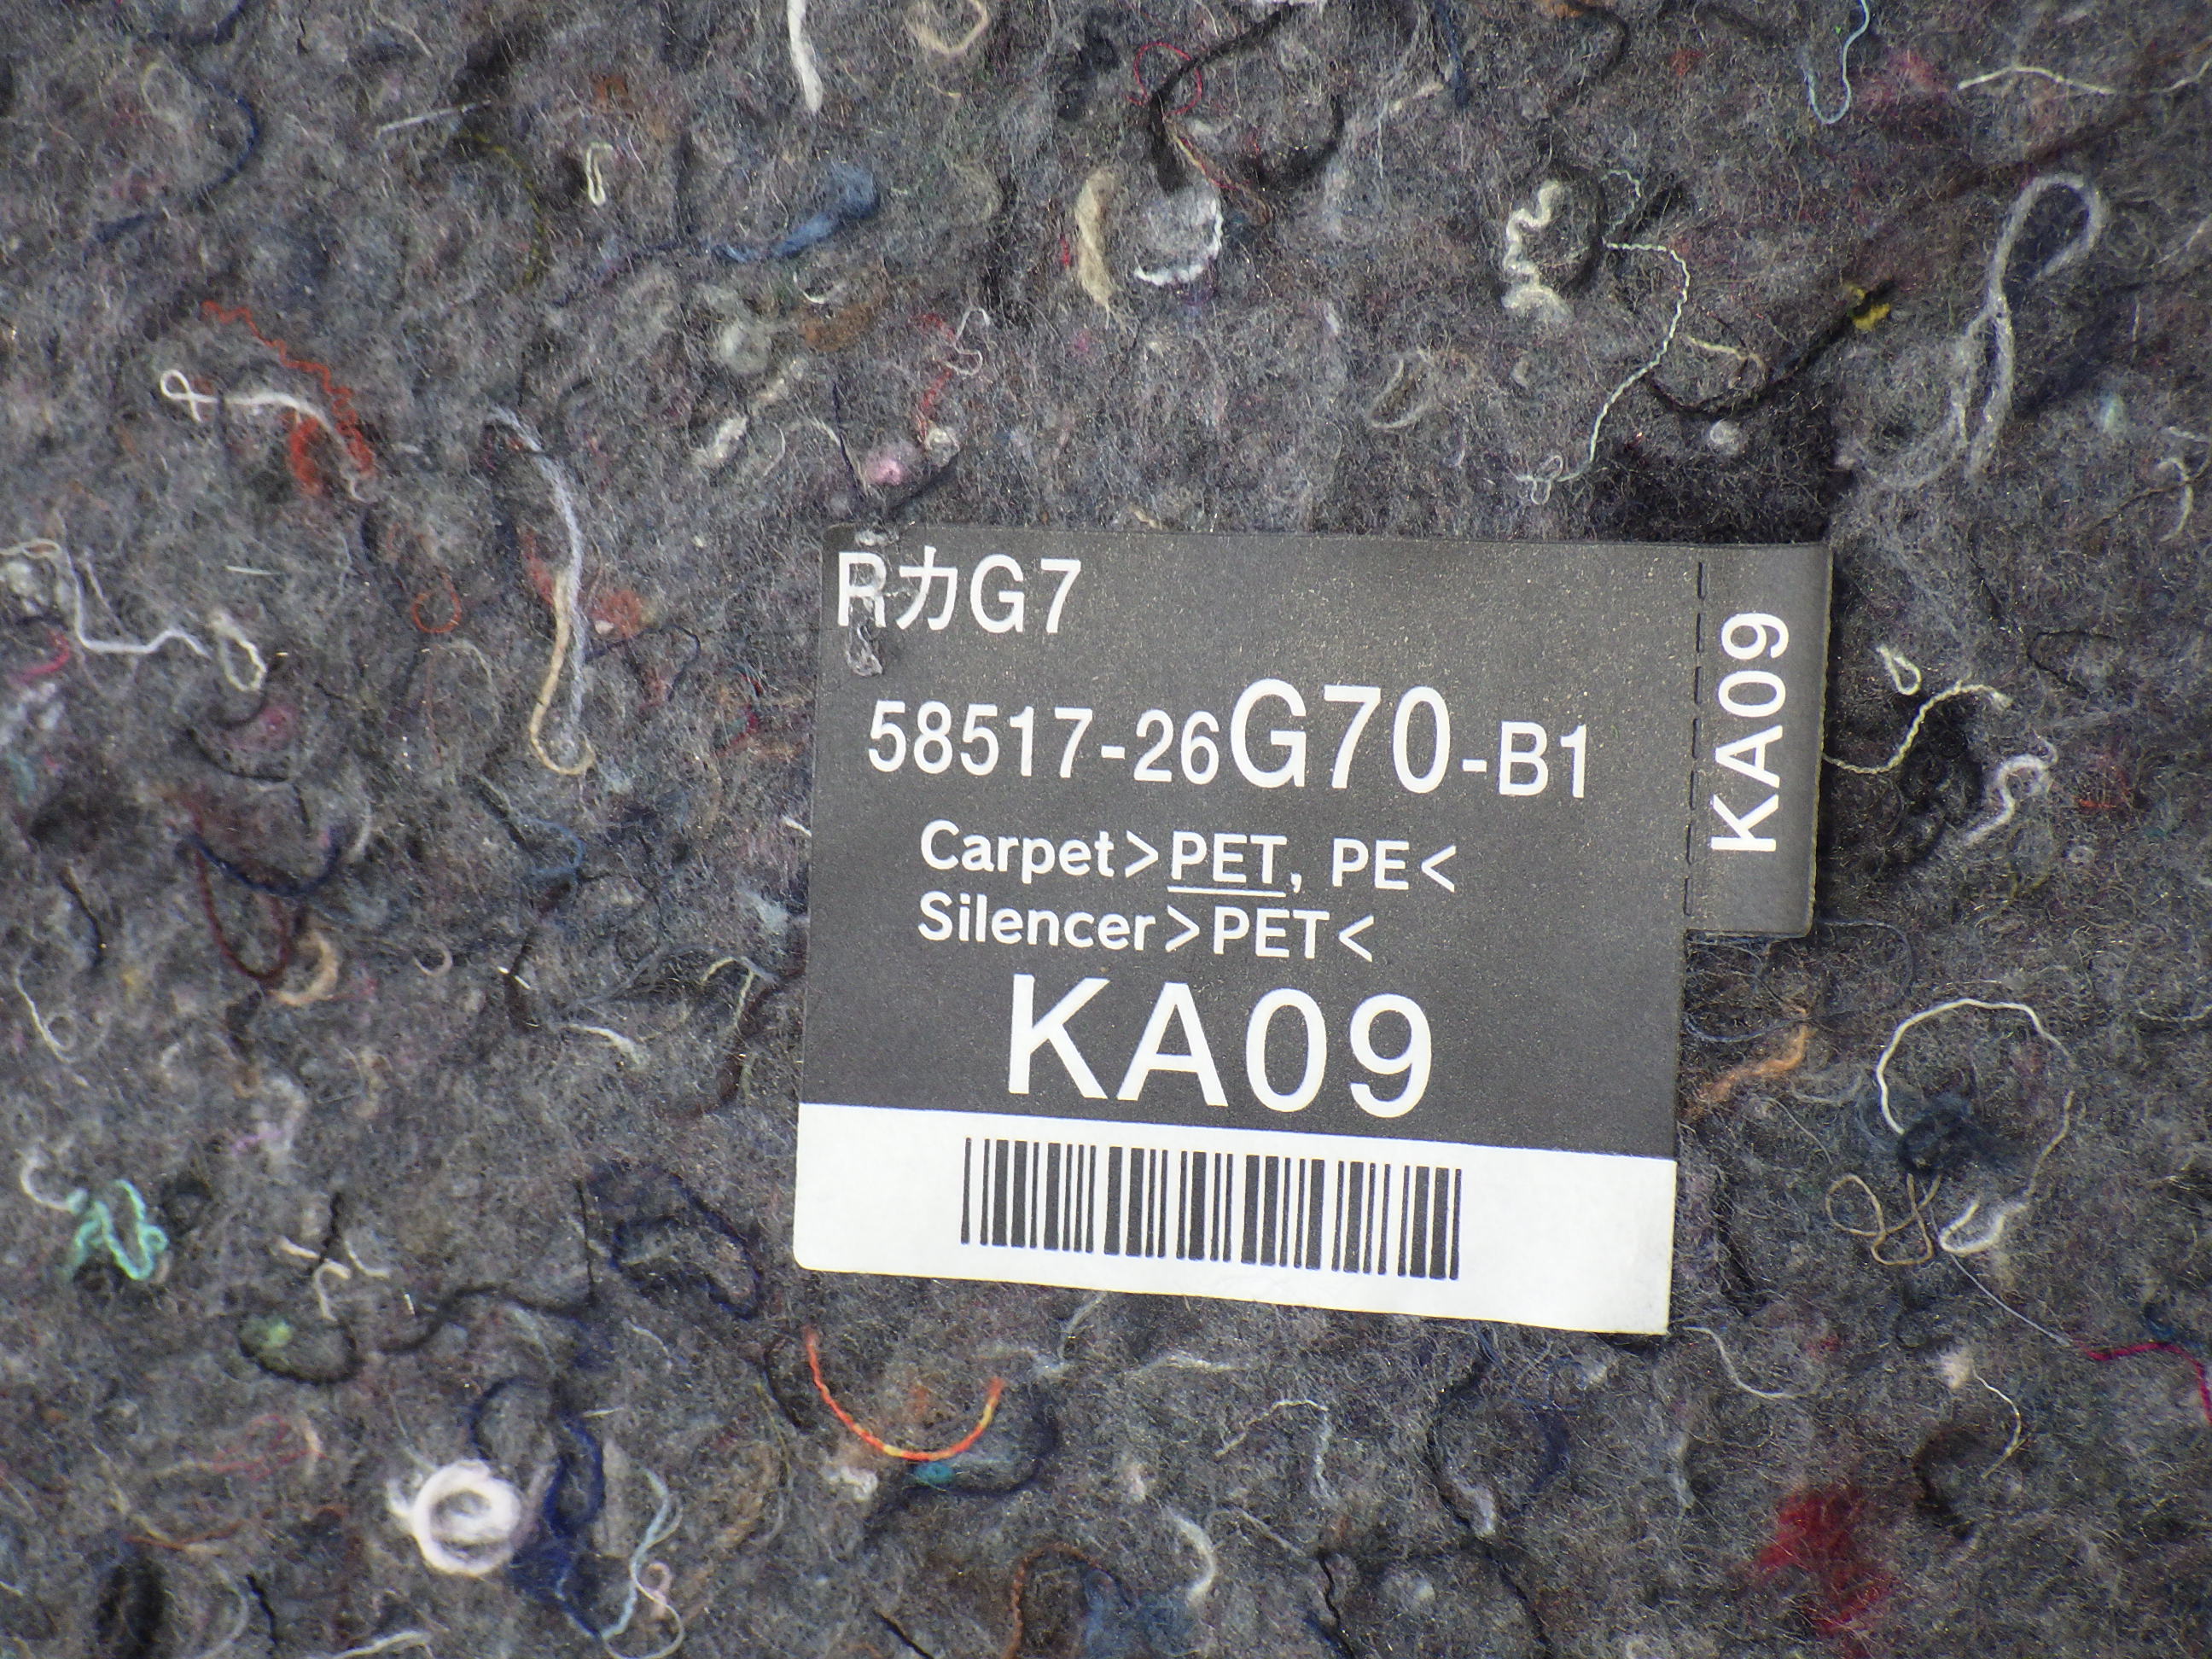 RカG7
58517-26G70-B1
Carpet>PET, PE<
Silencer>PET<
KA09
KA09